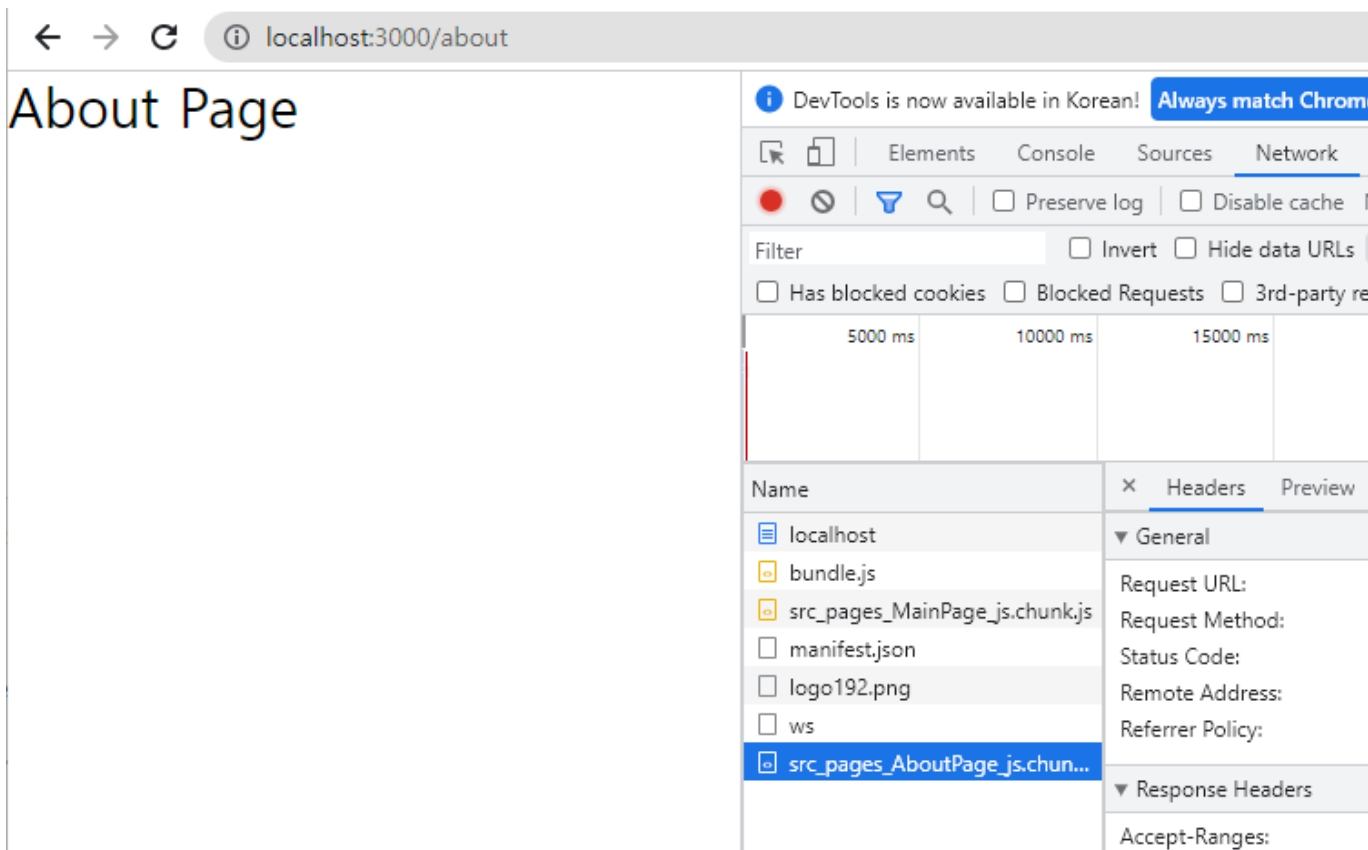 localhost:3000/about
About Page
DevTools is now available in Korean! Always match Chrom
Elements Console Sources Network
Preserve log Disable cache
Filter Invert Hide data URLs
Has blocked cookies Blocked Requests 3rd-party re
5000 ms 10000 ms 15000 ms
Name × Headers Preview
localhost
▼ General
bundle.js
Request URL:
src_pages_MainPage_js.chunk.js
Request Method:
manifest.json
Status Code:
logo192.png
Remote Address:
ws
Referrer Policy:
src_pages_AboutPage_js.chun...
▼ Response Headers
Accept-Ranges: